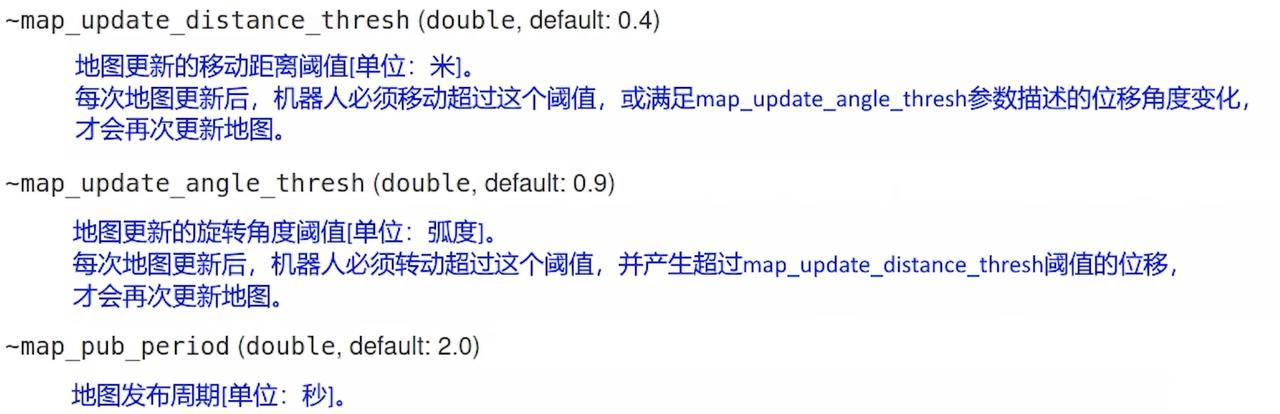 ~map_update_distance_thresh (double, default: 0.4)
地图更新的移动距离阈值[单位：米]。
每次地图更新后，机器人必须移动超过这个阈值，或满足map_update_angle_thresh参数描述的位移角度变化，
才会再次更新地图。
~map_update_angle_thresh (double, default: 0.9)
地图更新的旋转角度阈值[单位：弧度]。
每次地图更新后，机器人必须转动超过这个阈值，并产生超过map_update_distance_thresh阈值的位移，
才会再次更新地图。
~map_pub_period (double, default: 2.0)
地图发布周期[单位：秒]。